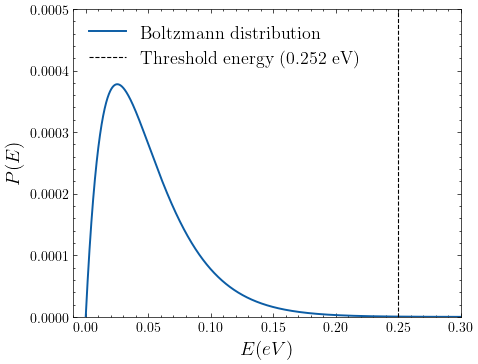 0.0005
Boltzmann distribution
Threshold energy (0.252 eV)
0.0004
0.0003
P(E)
0.0002
0.0001
0.0000
0.00 0.05 0.10 0.15 0.20 0.25 0.30
E(eV)